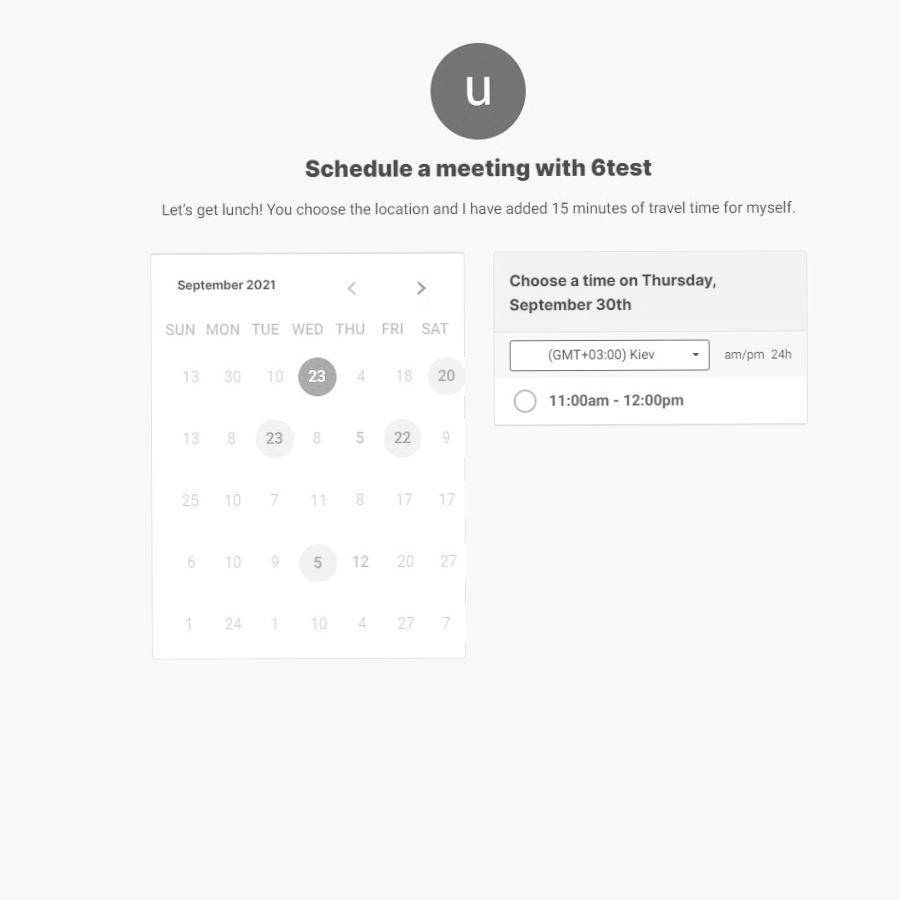 u
Schedule a meeting with 6test
Let's get lunch! You choose the location and I have added 15 minutes of travel time for myself.
September 2021
SUN MON TUE WED THU FRI SAT
13 30 10 23 4 18 20
13 8 23 8 5 22 9
25 10 7 11 8 17 17
6 10 9 5 12 20 27
1 24 1 10 4 27 7
Choose a time on Thursday,
September 30th
(GMT+03:00) Kiev am/pm 24h
11:00am - 12:00pm